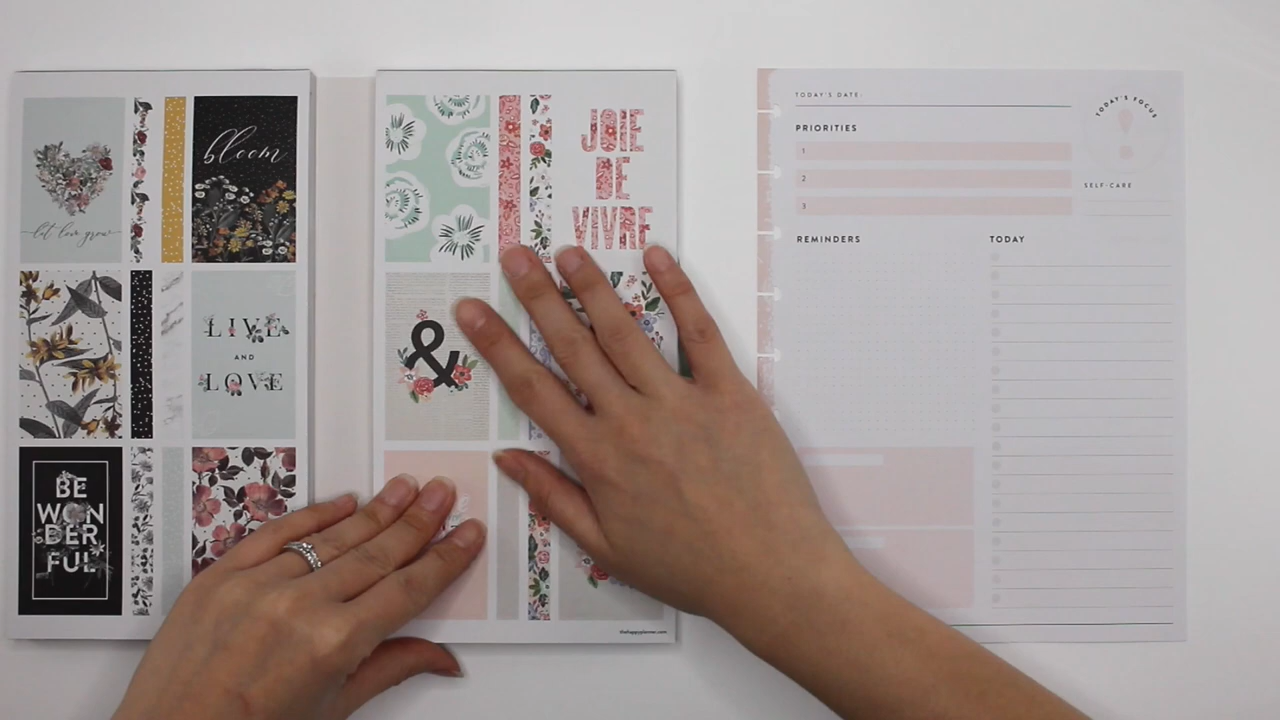 let love grow
bloom
LIVE
AND
LOVE
BE
WON
DER
FUL
JOIE
DE
VIVRE
&
thehappyplanner.com
TODAY'S DATE:
TODAY'S FOCUS
PRIORITIES
1
2
3
SELF-CARE
REMINDERS
TODAY